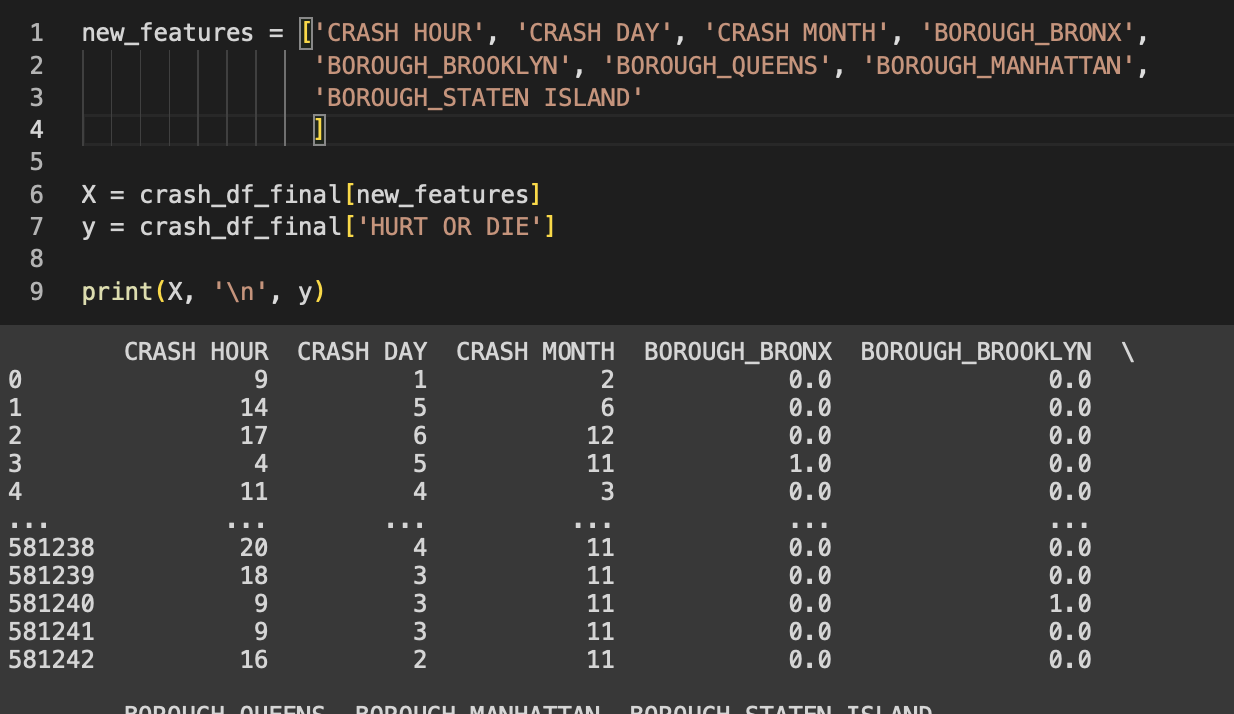 1 new_features = ['CRASH HOUR', 'CRASH DAY', 'CRASH MONTH', 'BOROUGH_BRONX',
2 'BOROUGH_BROOKLYN', 'BOROUGH_QUEENS', 'BOROUGH_MANHATTAN',
3 'BOROUGH_STATEN ISLAND'
4 ]
5
6 X = crash_df_final[new_features]
7 y = crash_df_final['HURT OR DIE']
8
9 print(X, '\n', y)
CRASH HOUR CRASH DAY CRASH MONTH BOROUGH_BRONX BOROUGH_BROOKLYN \
0 9 1 2 0.0 0.0
1 14 5 6 0.0 0.0
2 17 6 12 0.0 0.0
3 4 5 11 1.0 0.0
4 11 4 3 0.0 0.0
... ... ... ... ... ...
581238 20 4 11 0.0 0.0
581239 18 3 11 0.0 0.0
581240 9 3 11 0.0 1.0
581241 9 3 11 0.0 0.0
581242 16 2 11 0.0 0.0
BOROUGH_QUEENS BOROUGH_MANHATTAN BOROUGH_STATEN ISLAND